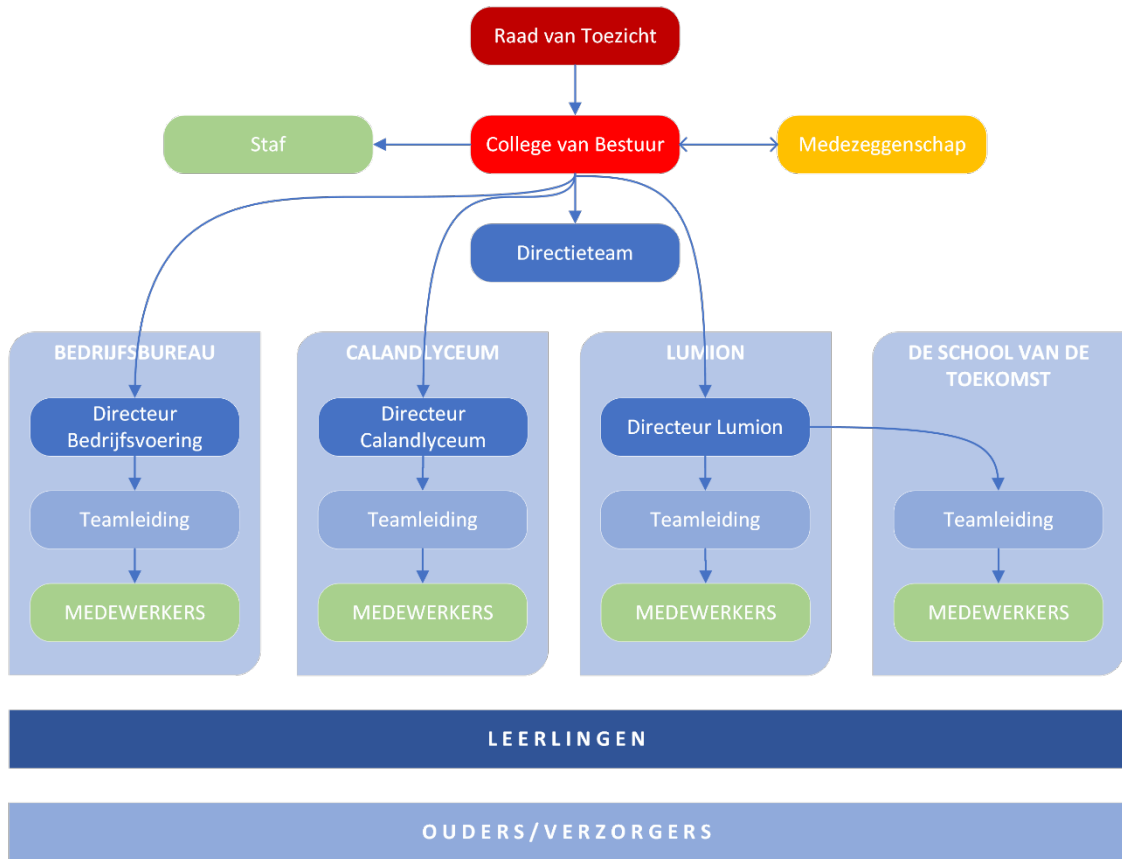 Raad van Toezicht
Staf
College van Bestuur
Medezeggenschap
Directieteam
BEDRIJFSBUREAU
CALANDLYCEUM
LUMION
DE SCHOOL VAN DE
TOEKOMST
Directeur
Bedrijfsvoering
Directeur
Calandlyceum
Directeur Lumion
Teamleiding
Teamleiding
Teamleiding
Teamleiding
MEDEWERKERS
MEDEWERKERS
MEDEWERKERS
MEDEWERKERS
LEERLINGEN
OUDERS/VERZORGERS